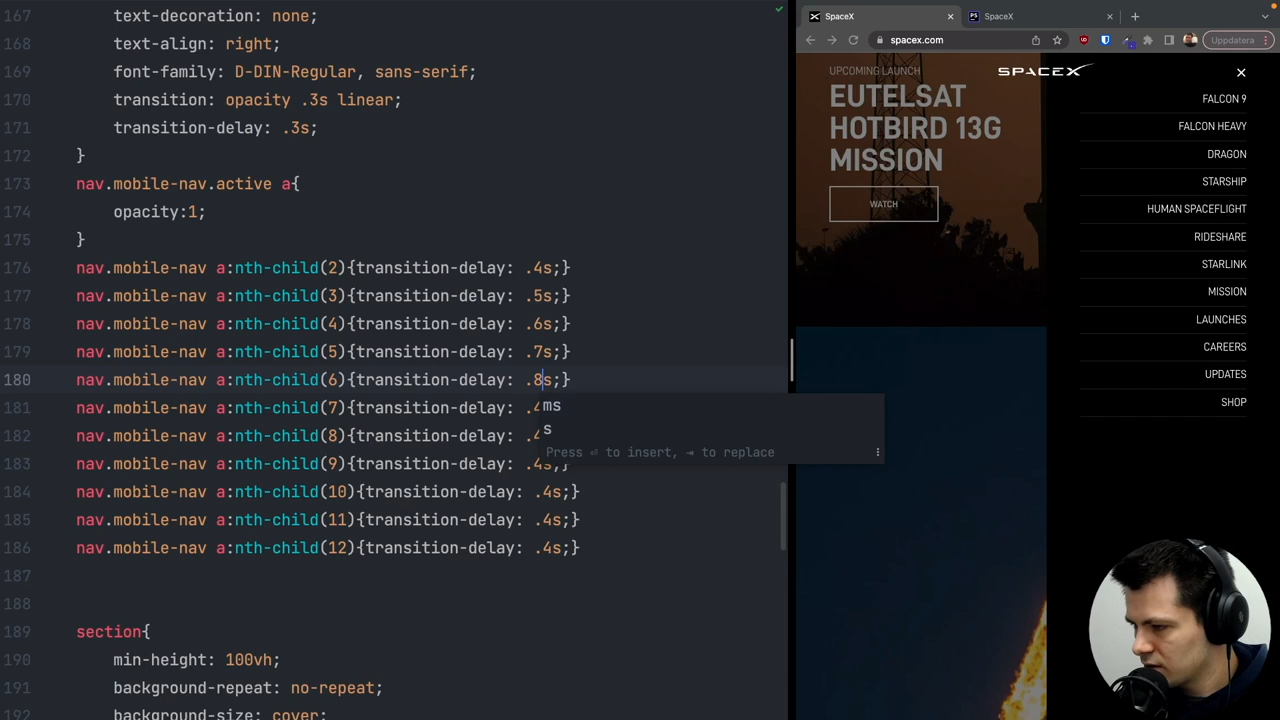 167 text-decoration: none;
168 text-align: right;
169 font-family: D-DIN-Regular, sans-serif;
170 transition: opacity .3s linear;
171 transition-delay: .3s;
172 }
173 nav.mobile-nav.active a{
174 opacity:1;
175 }
176 nav.mobile-nav a:nth-child(2){transition-delay: .4s;}
177 nav.mobile-nav a:nth-child(3){transition-delay: .5s;}
178 nav.mobile-nav a:nth-child(4){transition-delay: .6s;}
179 nav.mobile-nav a:nth-child(5){transition-delay: .7s;}
180 nav.mobile-nav a:nth-child(6){transition-delay: .8s;}
181 nav.mobile-nav a:nth-child(7){transition-delay: .4
182 nav.mobile-nav a:nth-child(8){transition-delay: .4
183 nav.mobile-nav a:nth-child(9){transition-delay: .4s;}
184 nav.mobile-nav a:nth-child(10){transition-delay: .4s;}
185 nav.mobile-nav a:nth-child(11){transition-delay: .4s;}
186 nav.mobile-nav a:nth-child(12){transition-delay: .4s;}
187
188
189 section{
190 min-height: 100vh;
191 background-repeat: no-repeat;
192 background-size: cover;
ms
s
Press ⏎ to insert, ⇥ to replace
SpaceX
PS SpaceX
spacex.com
Uppdatera
UPCOMING LAUNCH
EUTELSAT
HOTBIRD 13G
MISSION
WATCH
SPACEX
FALCON 9
FALCON HEAVY
DRAGON
STARSHIP
HUMAN SPACEFLIGHT
RIDESHARE
STARLINK
MISSION
LAUNCHES
CAREERS
UPDATES
SHOP